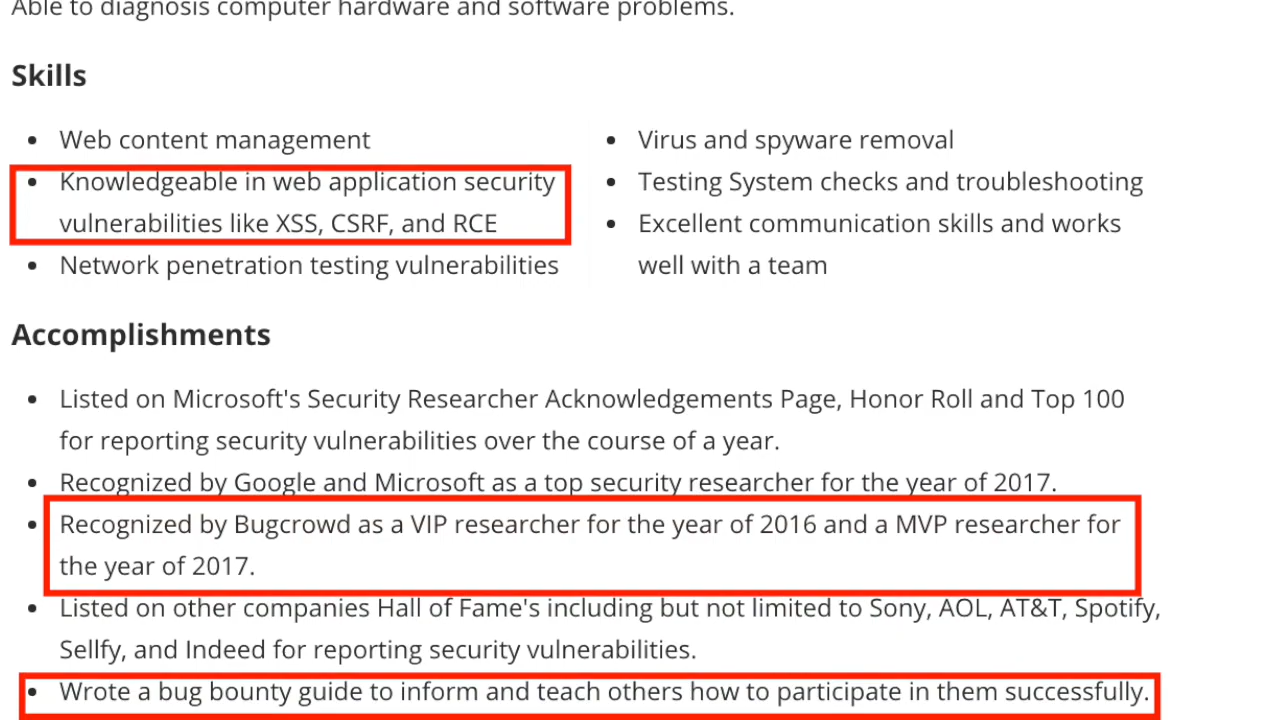 Able to diagnosis computer hardware and software problems.
Skills
Web content management
Knowledgeable in web application security
vulnerabilities like XSS, CSRF, and RCE
Network penetration testing vulnerabilities
Virus and spyware removal
Testing System checks and troubleshooting
Excellent communication skills and works
well with a team
Accomplishments
Listed on Microsoft's Security Researcher Acknowledgements Page, Honor Roll and Top 100
for reporting security vulnerabilities over the course of a year.
Recognized by Google and Microsoft as a top security researcher for the year of 2017.
Recognized by Bugcrowd as a VIP researcher for the year of 2016 and a MVP researcher for
the year of 2017.
Listed on other companies Hall of Fame's including but not limited to Sony, AOL, AT&T, Spotify,
Sellfy, and Indeed for reporting security vulnerabilities.
Wrote a bug bounty guide to inform and teach others how to participate in them successfully.